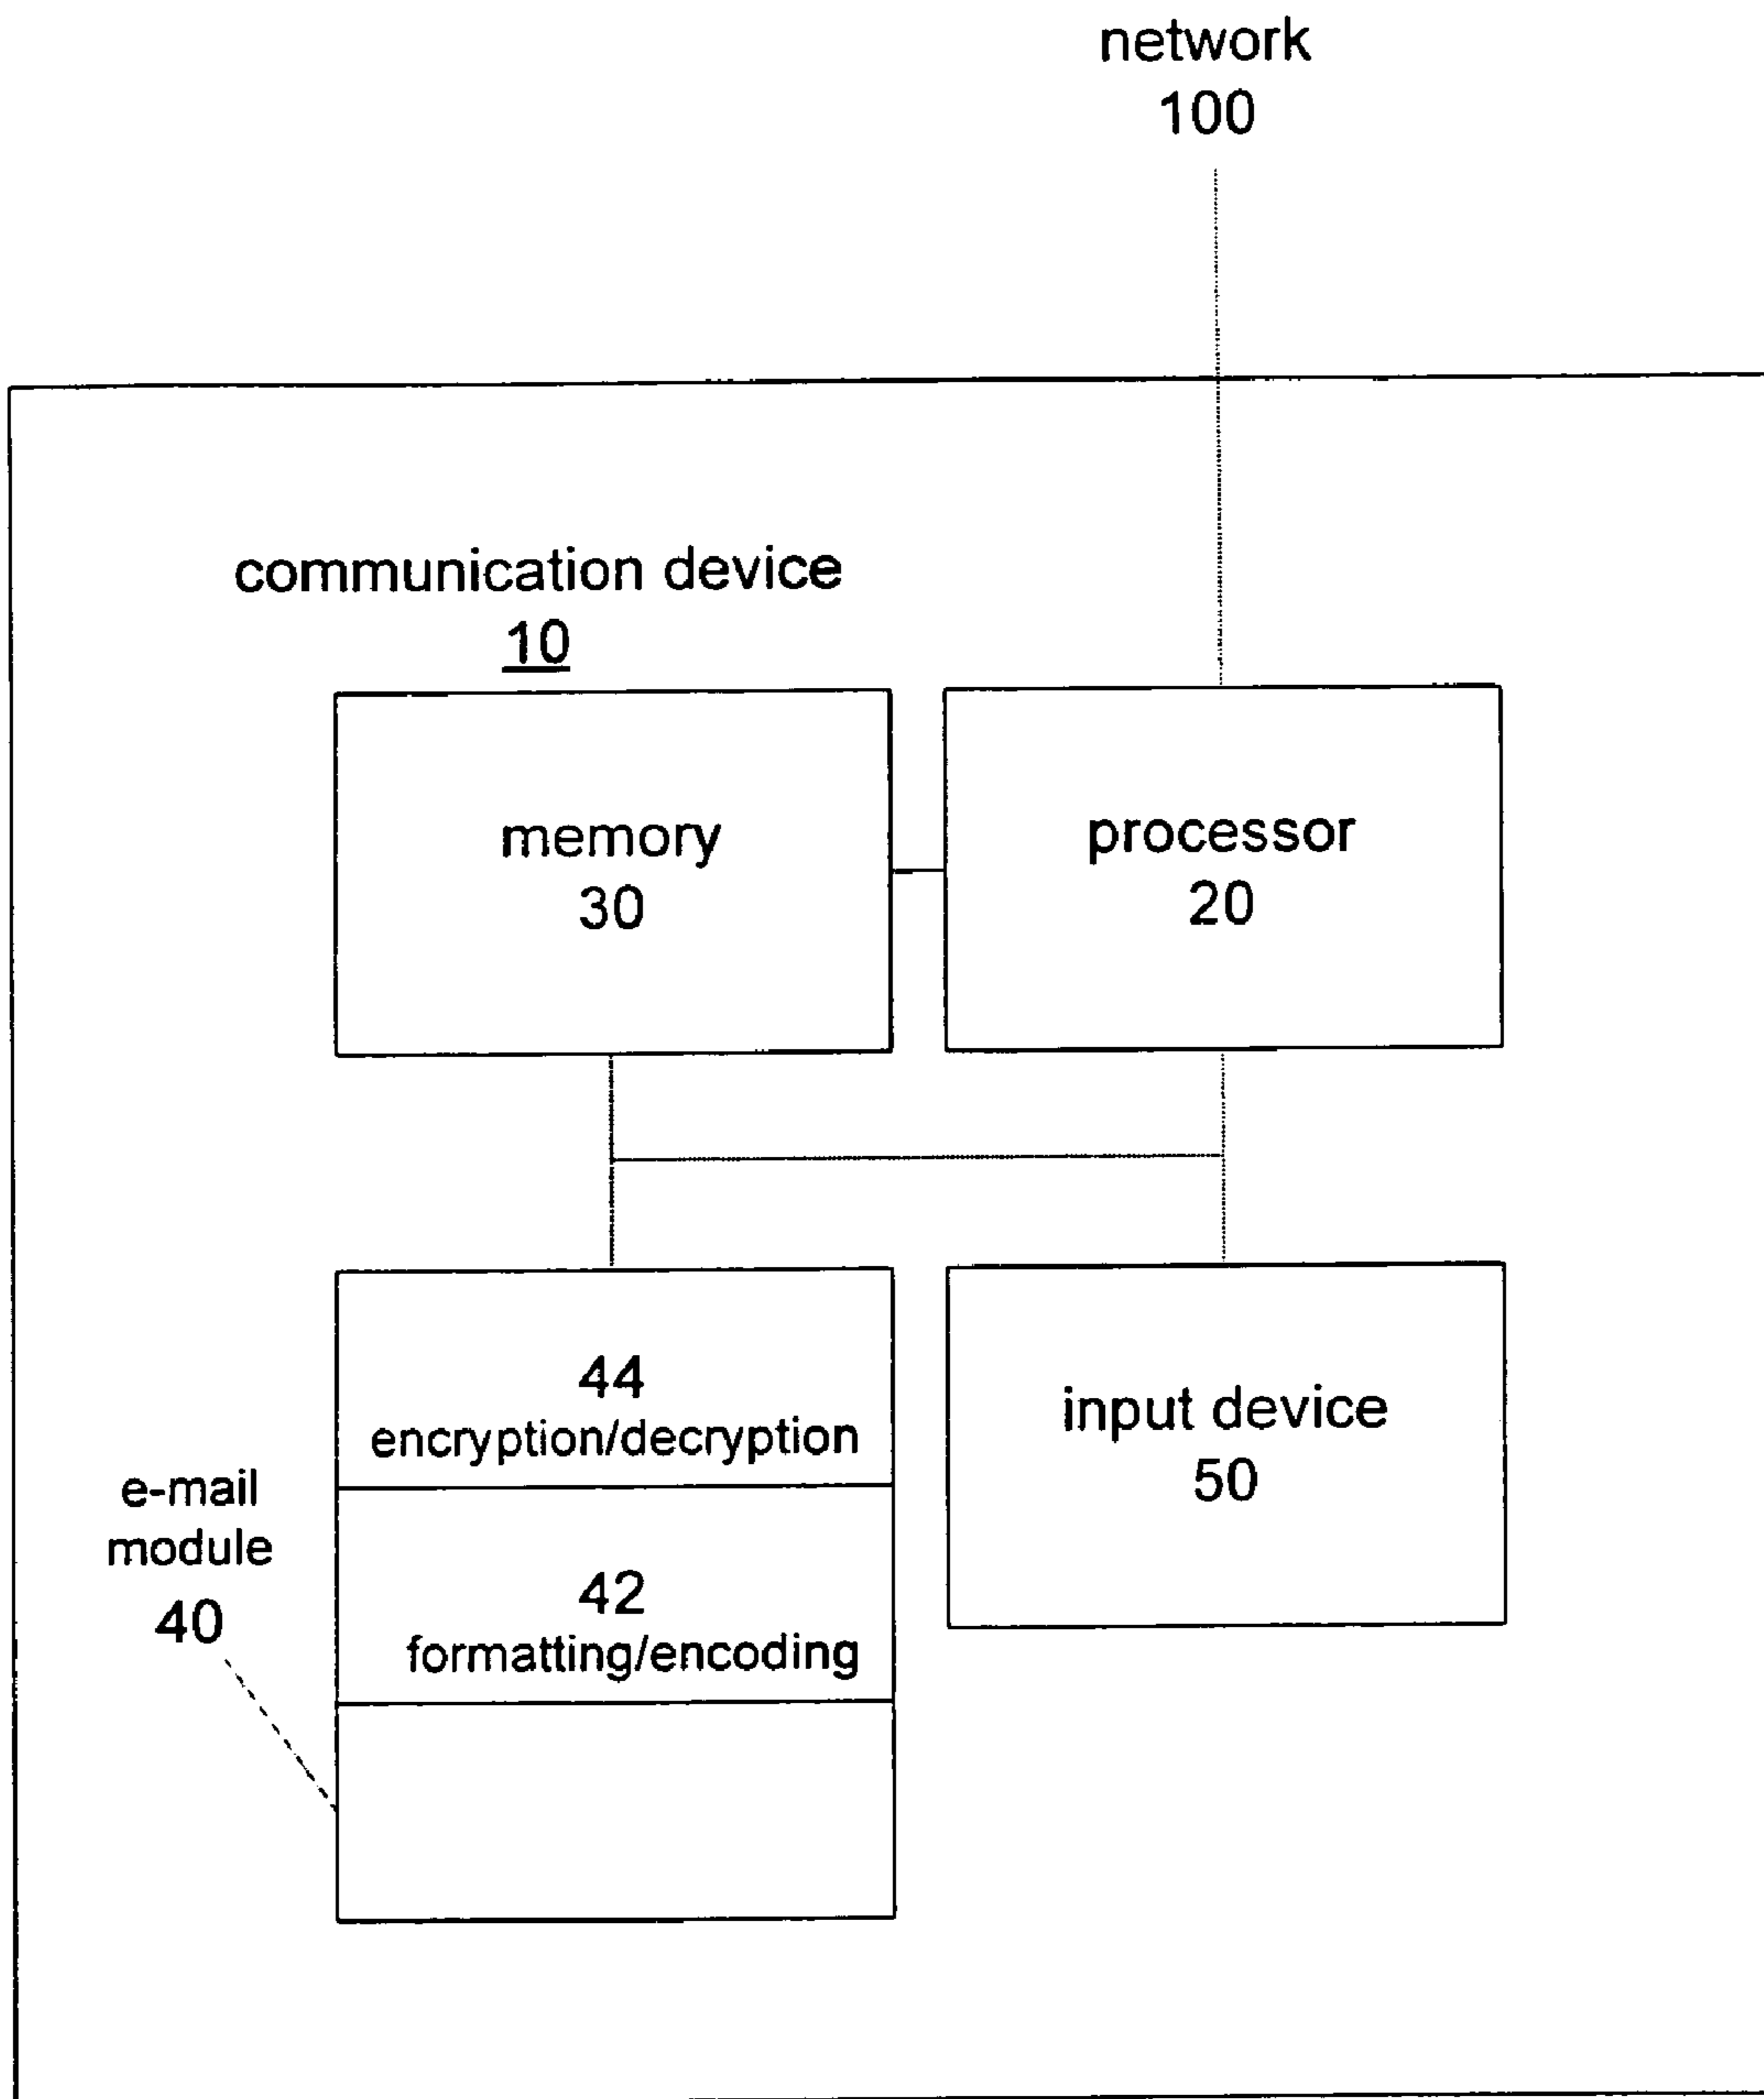 network
100
communication device
10
memory
30
processor
20
44
encryption/decryption
input device
50
e-mail
module
40
42
formatting/encoding